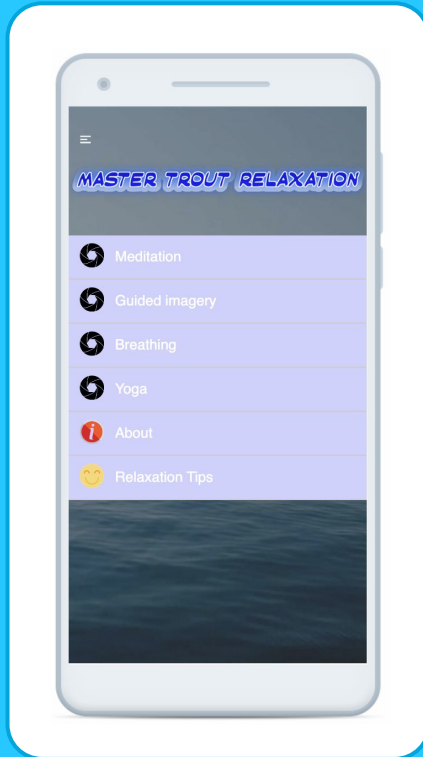 MASTER TROUT RELAXATION
Meditation
Guided imagery
Breathing
Yoga
About
Relaxation Tips